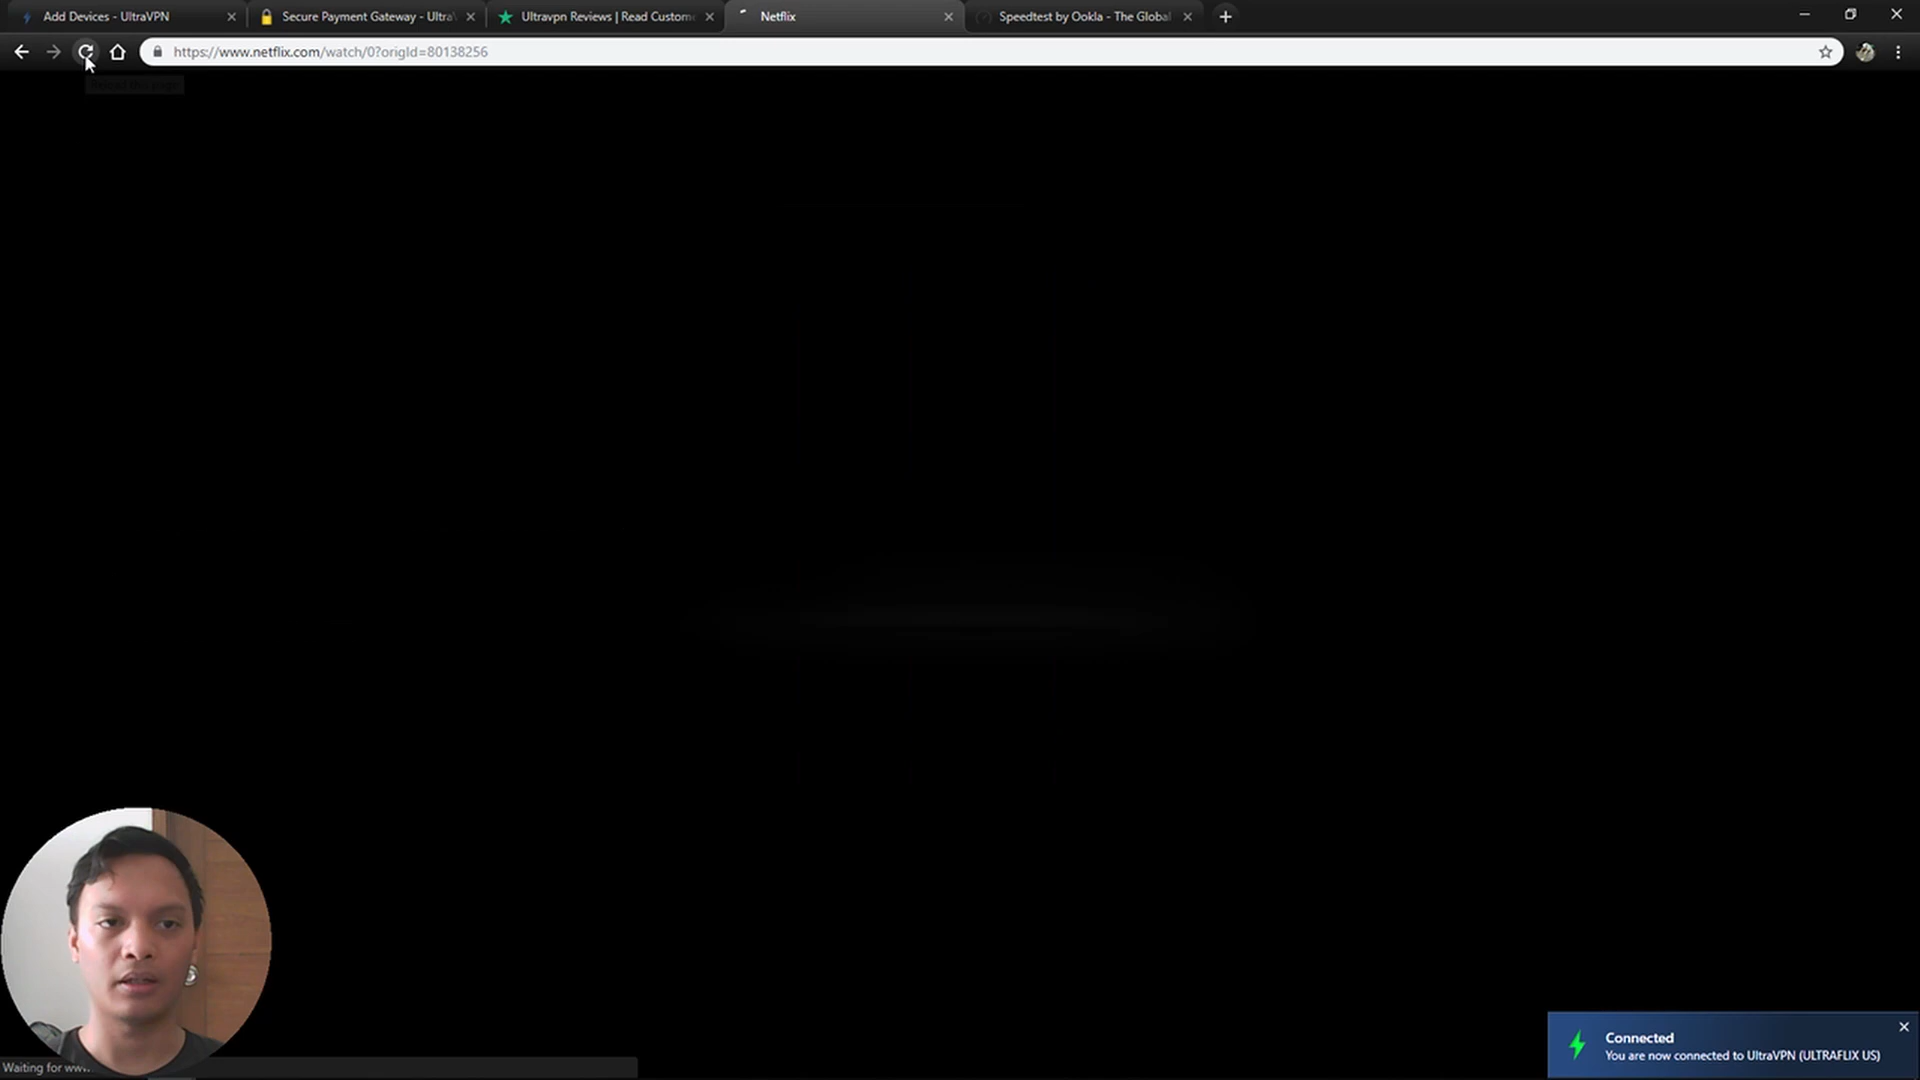 Add Devices - UltraVPN
Secure Payment Gateway - Ultra
Ultravpn Reviews | Read Custom
Netflix
Speedtest by Ookla - The Global
https://www.netflix.com/watch/0?origId=80138256
Waiting for www.
Connected
You are now connected to UltraVPN (ULTRAFLIX US)